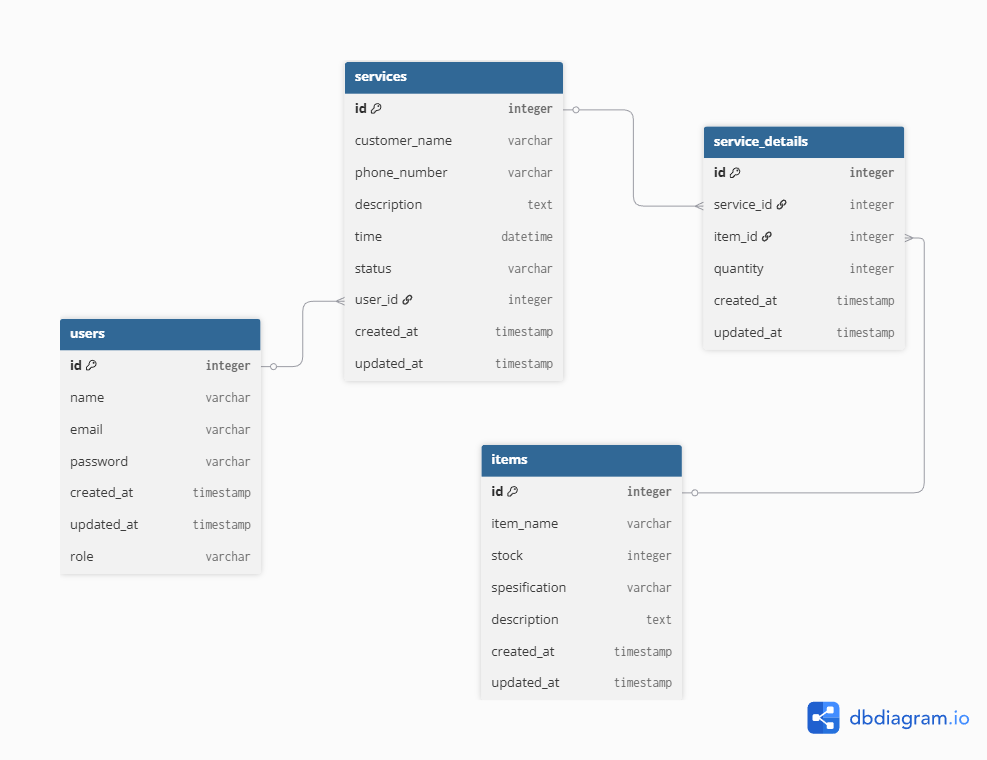 services
id integer
customer_name varchar
phone_number varchar
description text
time datetime
status varchar
user_id integer
created_at timestamp
updated_at timestamp
service_details
id integer
service_id integer
item_id integer
quantity integer
created_at timestamp
updated_at timestamp
users
id integer
name varchar
email varchar
password varchar
created_at timestamp
updated_at timestamp
role varchar
items
id integer
item_name varchar
stock integer
spesification varchar
description text
created_at timestamp
updated_at timestamp
dbdiagram.io